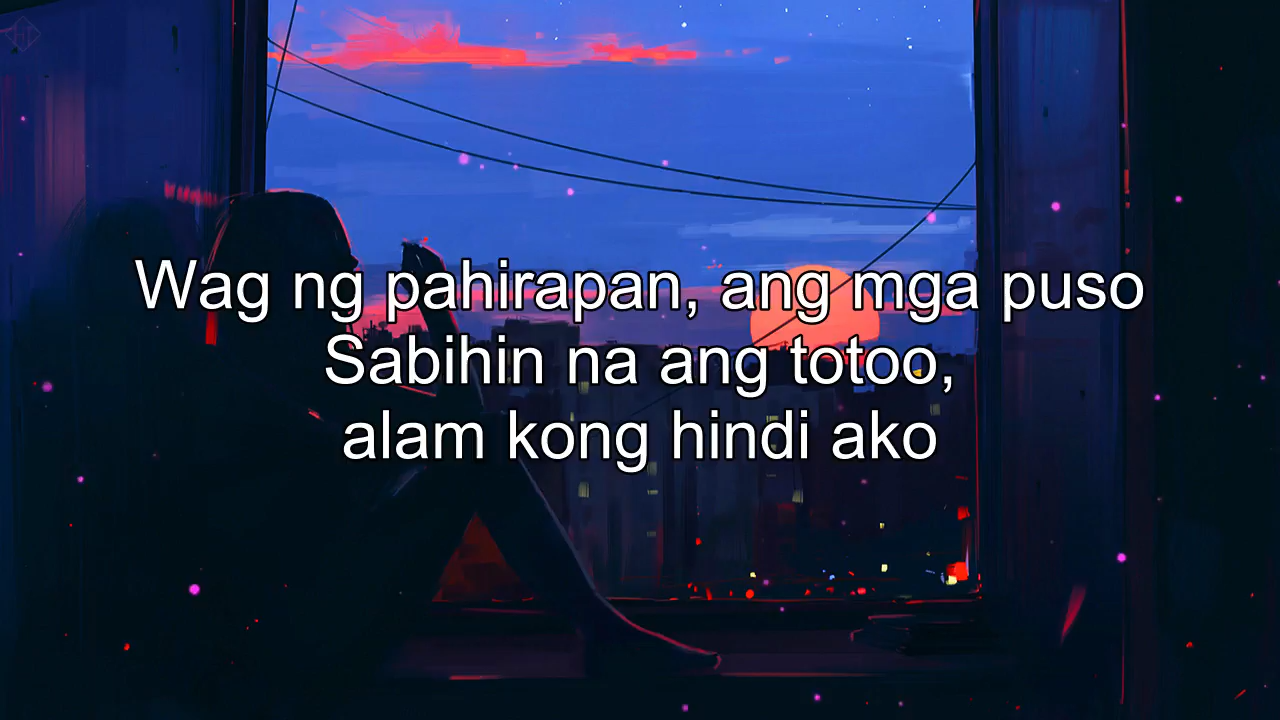 Wag ng pahirapan, ang mga puso
Sabihin na ang totoo,
alam kong hindi ako